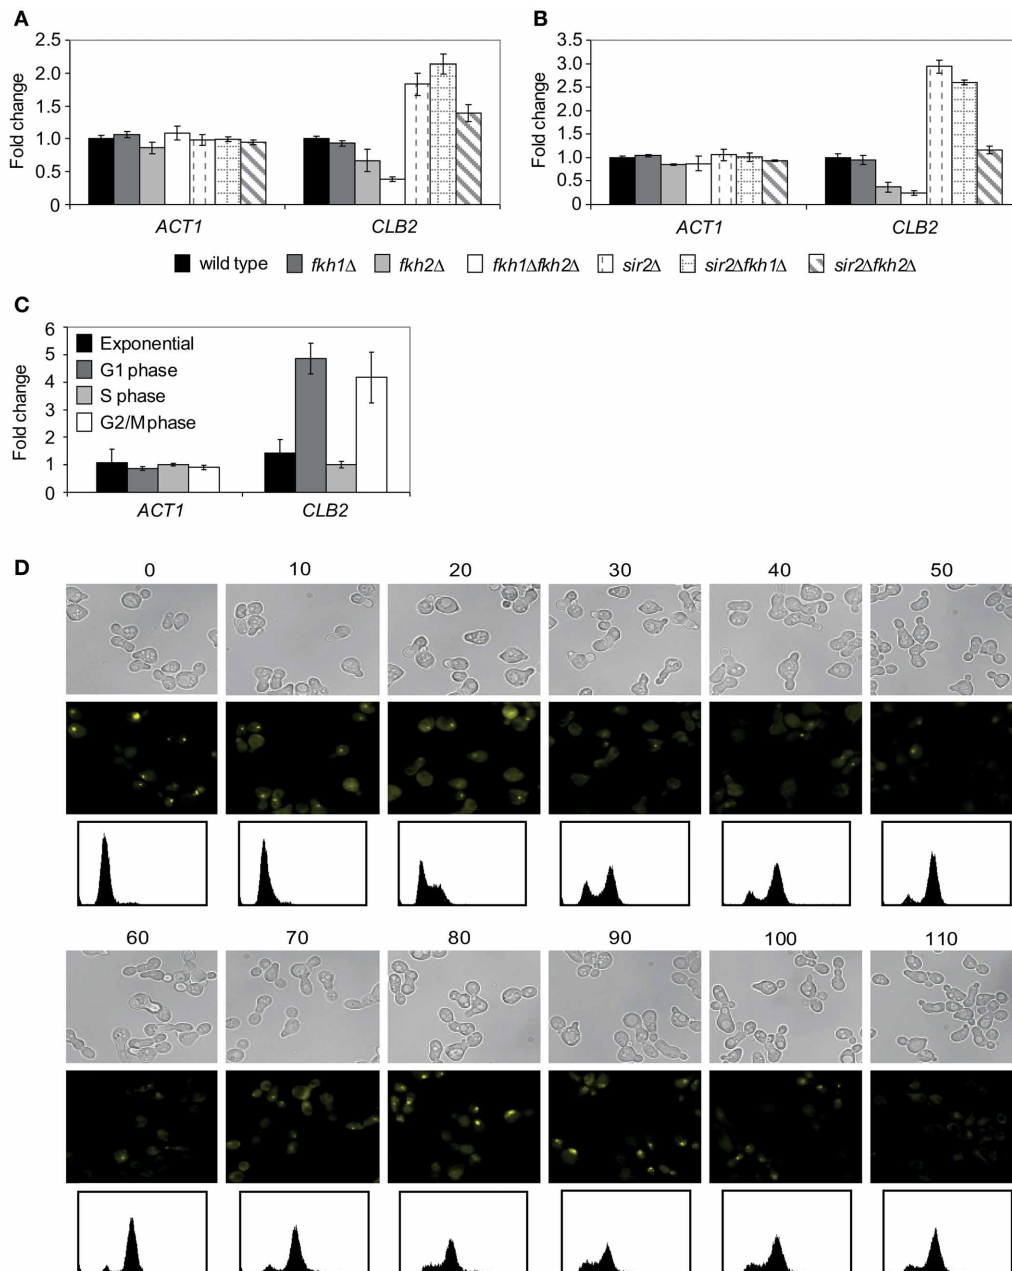 A
2.5
2.0
1.5
1.0
0.5
0
Fold change
ACT1
CLB2
B
3.5
3.0
2.5
2.0
1.5
1.0
0.5
0
Fold change
ACT1
CLB2
wild type
fkh1Δ
fkh2Δ
fkh1Δfkh2Δ
sir2Δ
sir2Δfkh1Δ
sir2Δfkh2Δ
C
6
5
4
3
2
1
0
Fold change
Exponential
G1 phase
S phase
G2/M phase
ACT1
CLB2
D
0 10 20 30 40 50
60 70 80 90 100 110